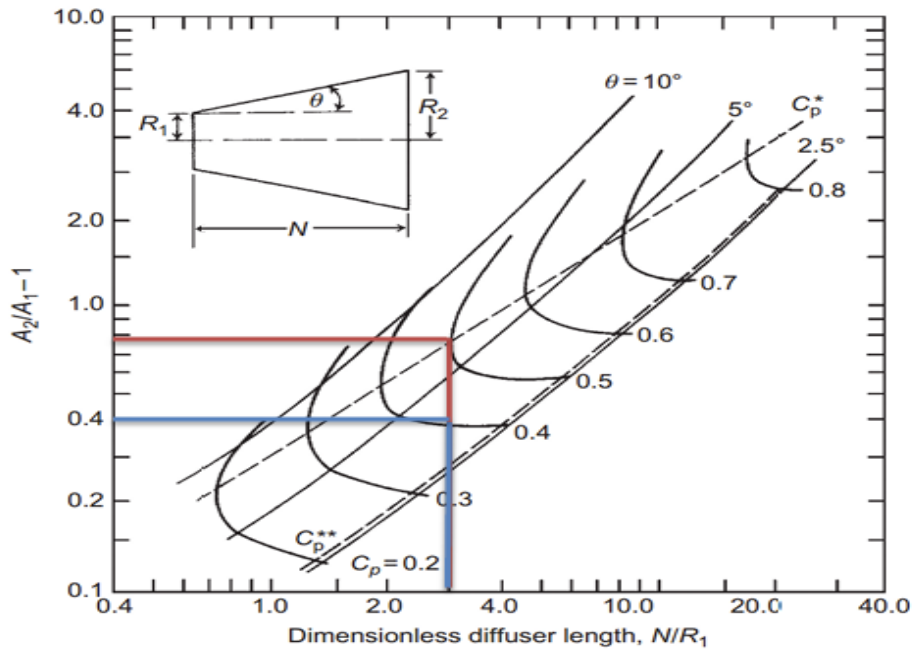 10.0
4.0
2.0
1.0
0.4
0.2
0.1
A2/A1−1
R1
θ
R2
N
θ = 10°
5°
C*p
2.5°
0.8
0.7
0.6
0.5
0.4
0.3
C**p
Cp = 0.2
0.4 1.0 2.0 4.0 10.0 20.0 40.0
Dimensionless diffuser length, N/R1